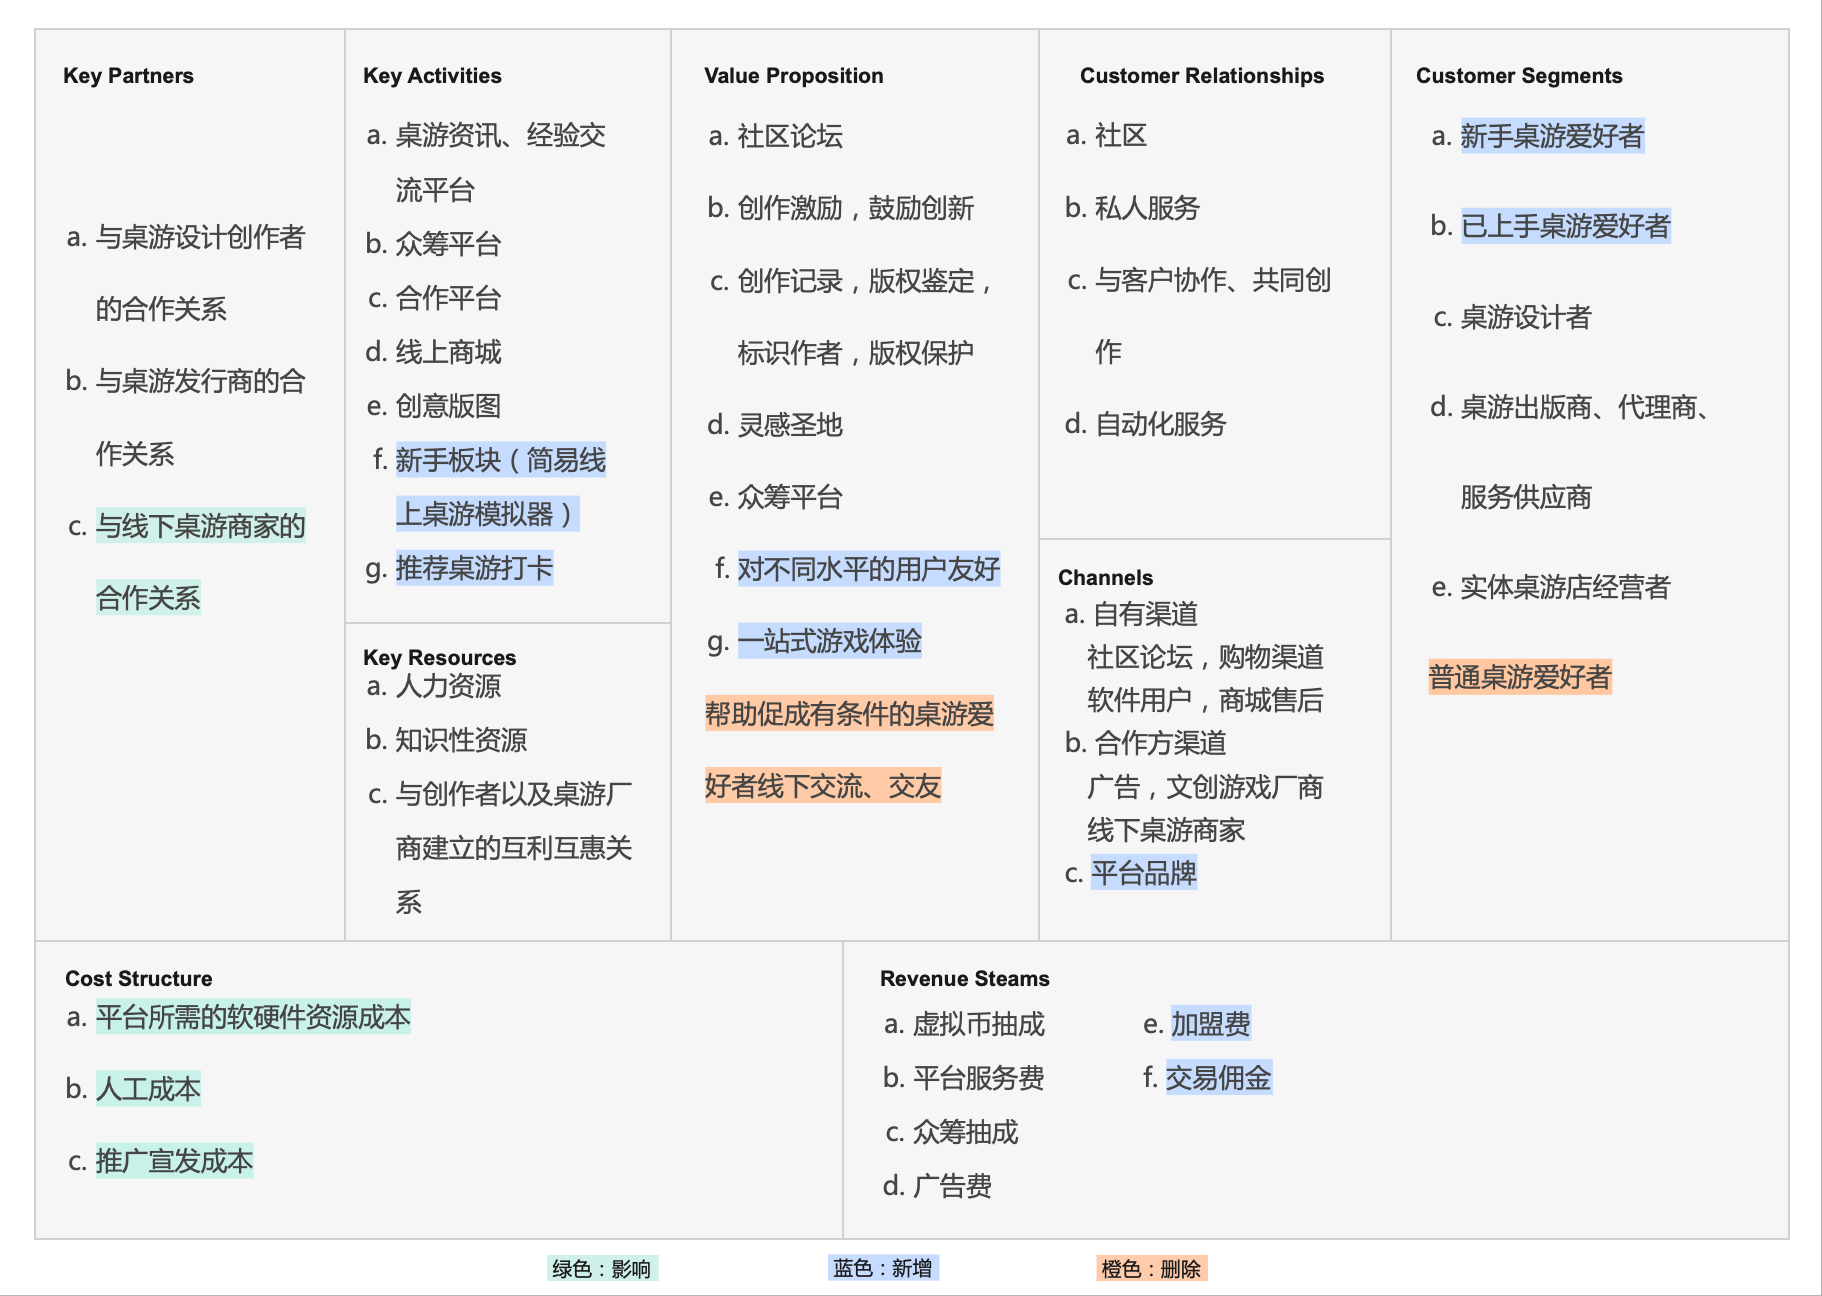 Key Partners
a. 与桌游设计创作者
的合作关系
b. 与桌游发行商的合
作关系
c. 与线下桌游商家的
合作关系
Key Activities
a. 桌游资讯、经验交
流平台
b. 众筹平台
c. 合作平台
d. 线上商城
e. 创意版图
f. 新手板块（简易线
上桌游模拟器）
g. 推荐桌游打卡
Key Resources
a. 人力资源
b. 知识性资源
c. 与创作者以及桌游厂
商建立的互利互惠关
系
Value Proposition
a. 社区论坛
b. 创作激励，鼓励创新
c. 创作记录，版权鉴定，
标识作者，版权保护
d. 灵感圣地
e. 众筹平台
f. 对不同水平的用户友好
g. 一站式游戏体验
帮助促成有条件的桌游爱
好者线下交流、交友
Customer Relationships
a. 社区
b. 私人服务
c. 与客户协作、共同创
作
d. 自动化服务
Channels
a. 自有渠道
社区论坛，购物渠道
软件用户，商城售后
b. 合作方渠道
广告，文创游戏厂商
线下桌游商家
c. 平台品牌
Customer Segments
a. 新手桌游爱好者
b. 已上手桌游爱好者
c. 桌游设计者
d. 桌游出版商、代理商、
服务供应商
e. 实体桌游店经营者
普通桌游爱好者
Cost Structure
a. 平台所需的软硬件资源成本
b. 人工成本
c. 推广宣发成本
Revenue Steams
a. 虚拟币抽成
b. 平台服务费
c. 众筹抽成
d. 广告费
e. 加盟费
f. 交易佣金
绿色：影响
蓝色：新增
橙色：删除